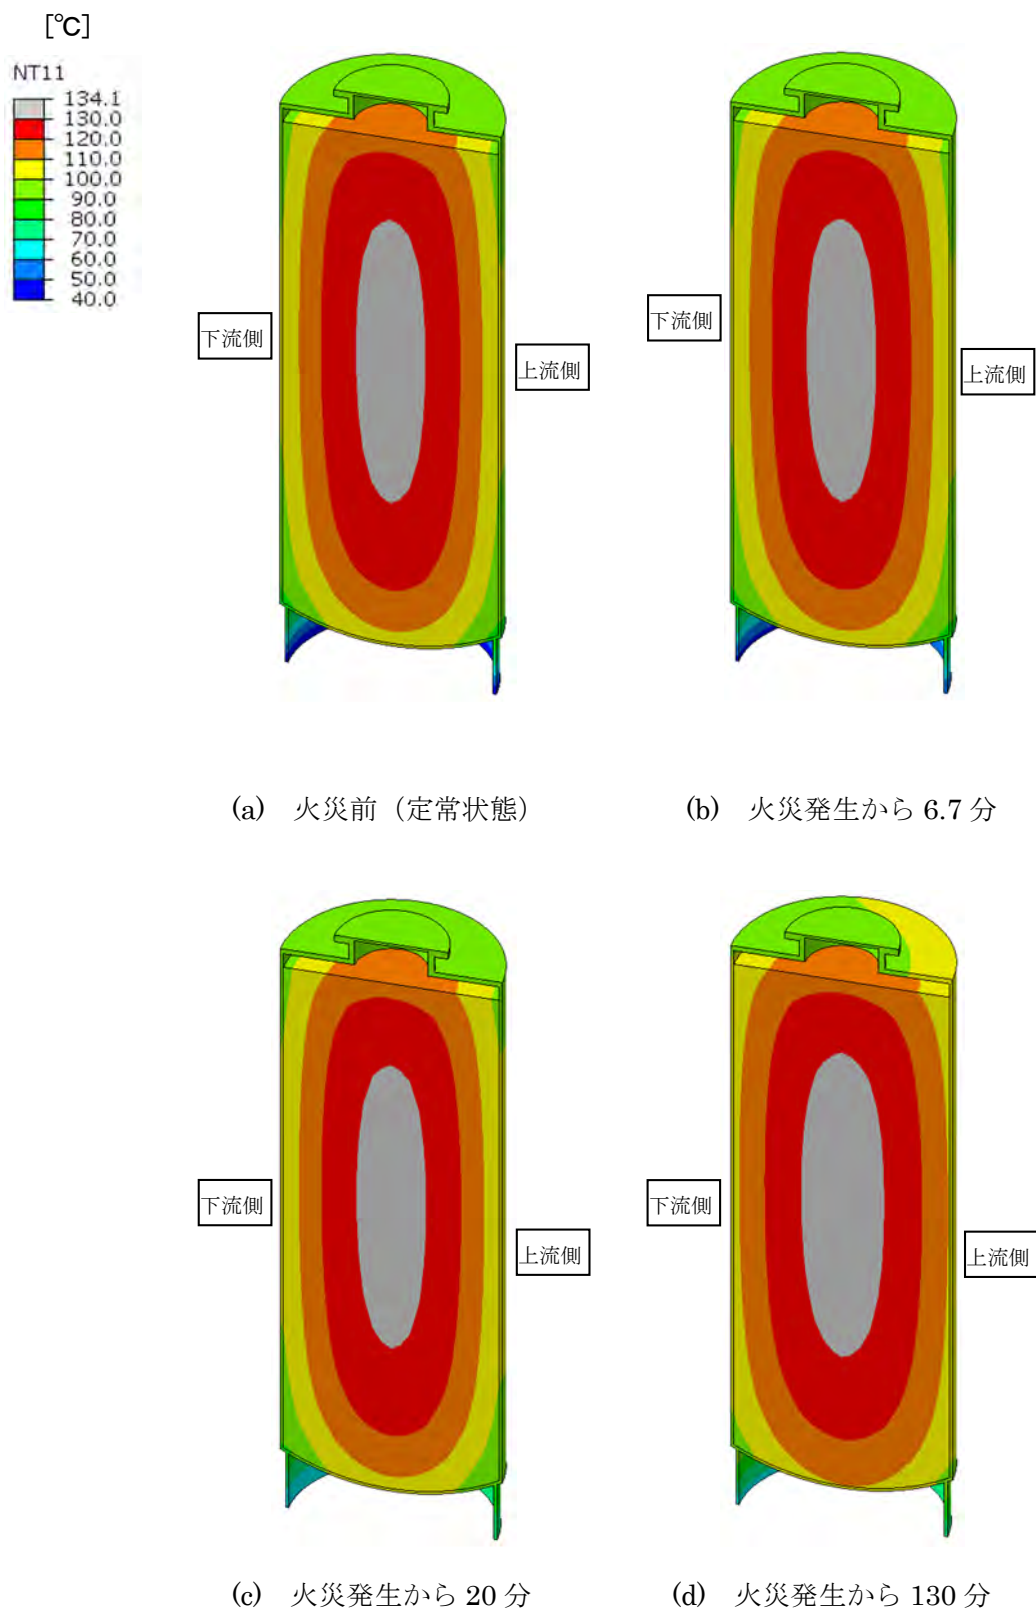 [℃]
NT11
134.1
130.0
120.0
110.0
100.0
90.0
80.0
70.0
60.0
50.0
40.0
下流側
上流側
下流側
上流側
(a) 火災前（定常状態）
(b) 火災発生から 6.7 分
下流側
上流側
下流側
上流側
(c) 火災発生から 20 分
(d) 火災発生から 130 分